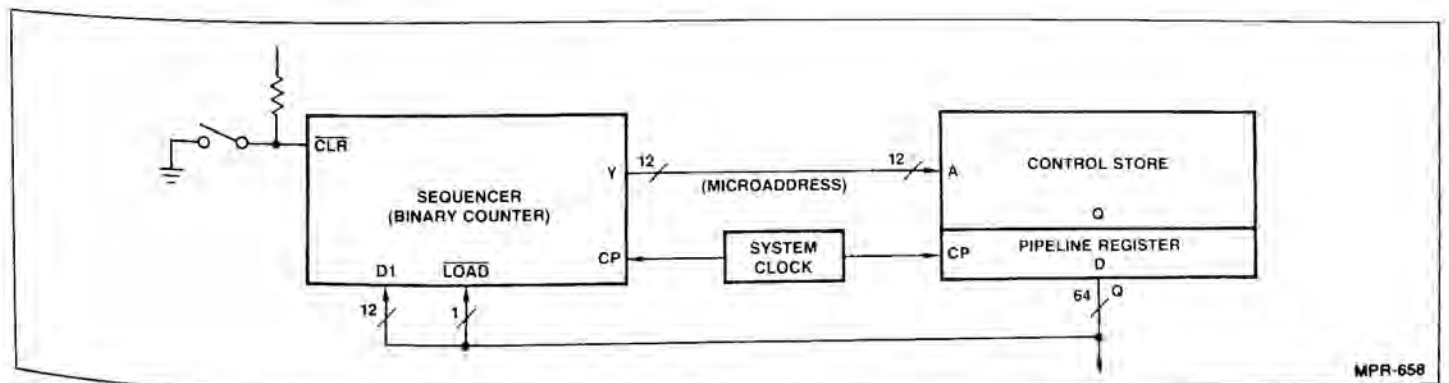 CLR
Y
12
12
A
CONTROL STORE
(MICROADDRESS)
SEQUENCER
(BINARY COUNTER)
Q
SYSTEM
CLOCK
CP
CP
PIPELINE REGISTER
D
D1
LOAD
64
Q
12
1
MPR-658